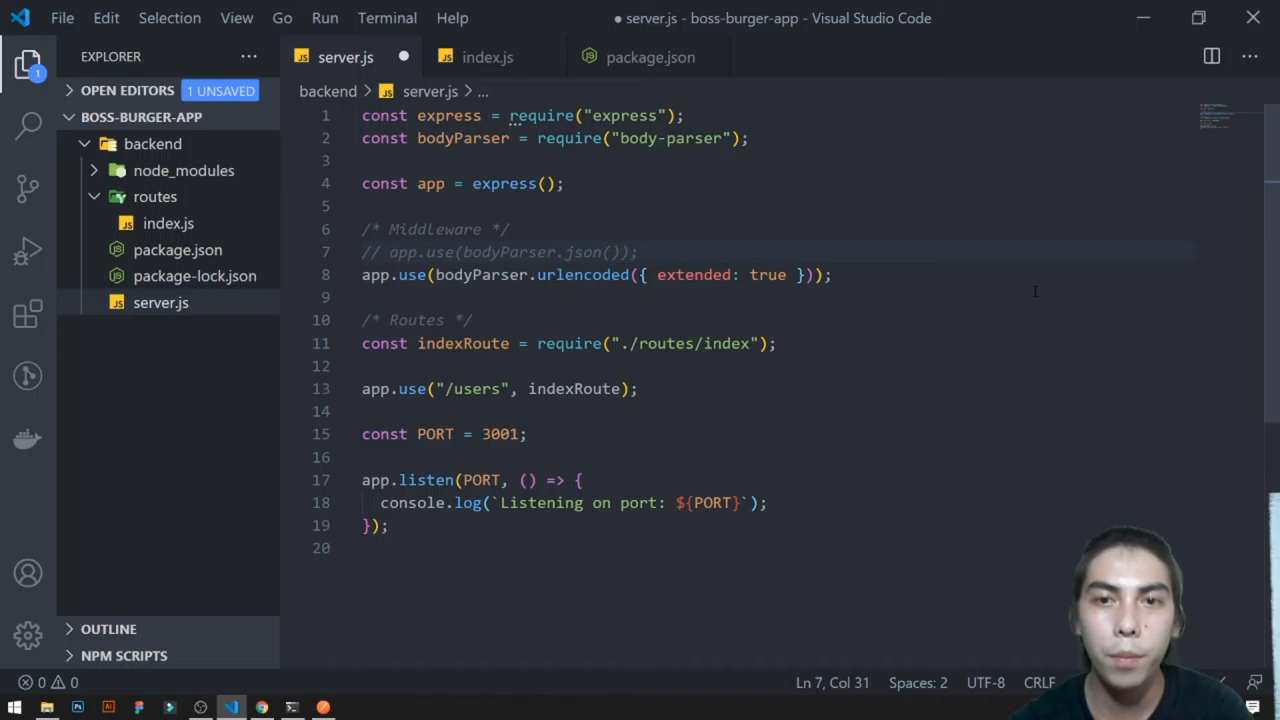 File Edit Selection View Go Run Terminal Help
● server.js - boss-burger-app - Visual Studio Code
EXPLORER
1
OPEN EDITORS 1 UNSAVED
BOSS-BURGER-APP
backend
node_modules
routes
index.js
package.json
package-lock.json
server.js
OUTLINE
NPM SCRIPTS
server.js index.js package.json
backend > server.js > ...
1 const express = require("express");
2 const bodyParser = require("body-parser");
3
4 const app = express();
5
6 /* Middleware */
7 // app.use(bodyParser.json());
8 app.use(bodyParser.urlencoded({ extended: true }));
9
10 /* Routes */
11 const indexRoute = require("./routes/index");
12
13 app.use("/users", indexRoute);
14
15 const PORT = 3001;
16
17 app.listen(PORT, () => {
18 console.log(`Listening on port: ${PORT}`);
19 });
20
0 0 Ln 7, Col 31 Spaces: 2 UTF-8 CRLF